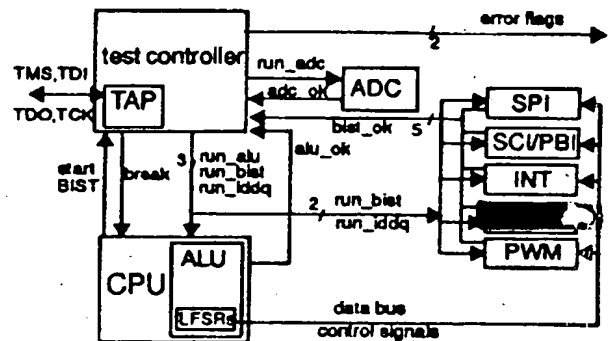 error flags
2
test controller
run_adc
TMS,TDI
TAP
ADC
adc_ok
TDO,TCK
bist_ok
5
SPI
SCI/PBI
INT
PWM
start
BIST
break
3
run_alu
run_bist
run_iddq
alu_ok
2
run_bist
run_iddq
CPU
ALU
LFSRs
data bus
control signals